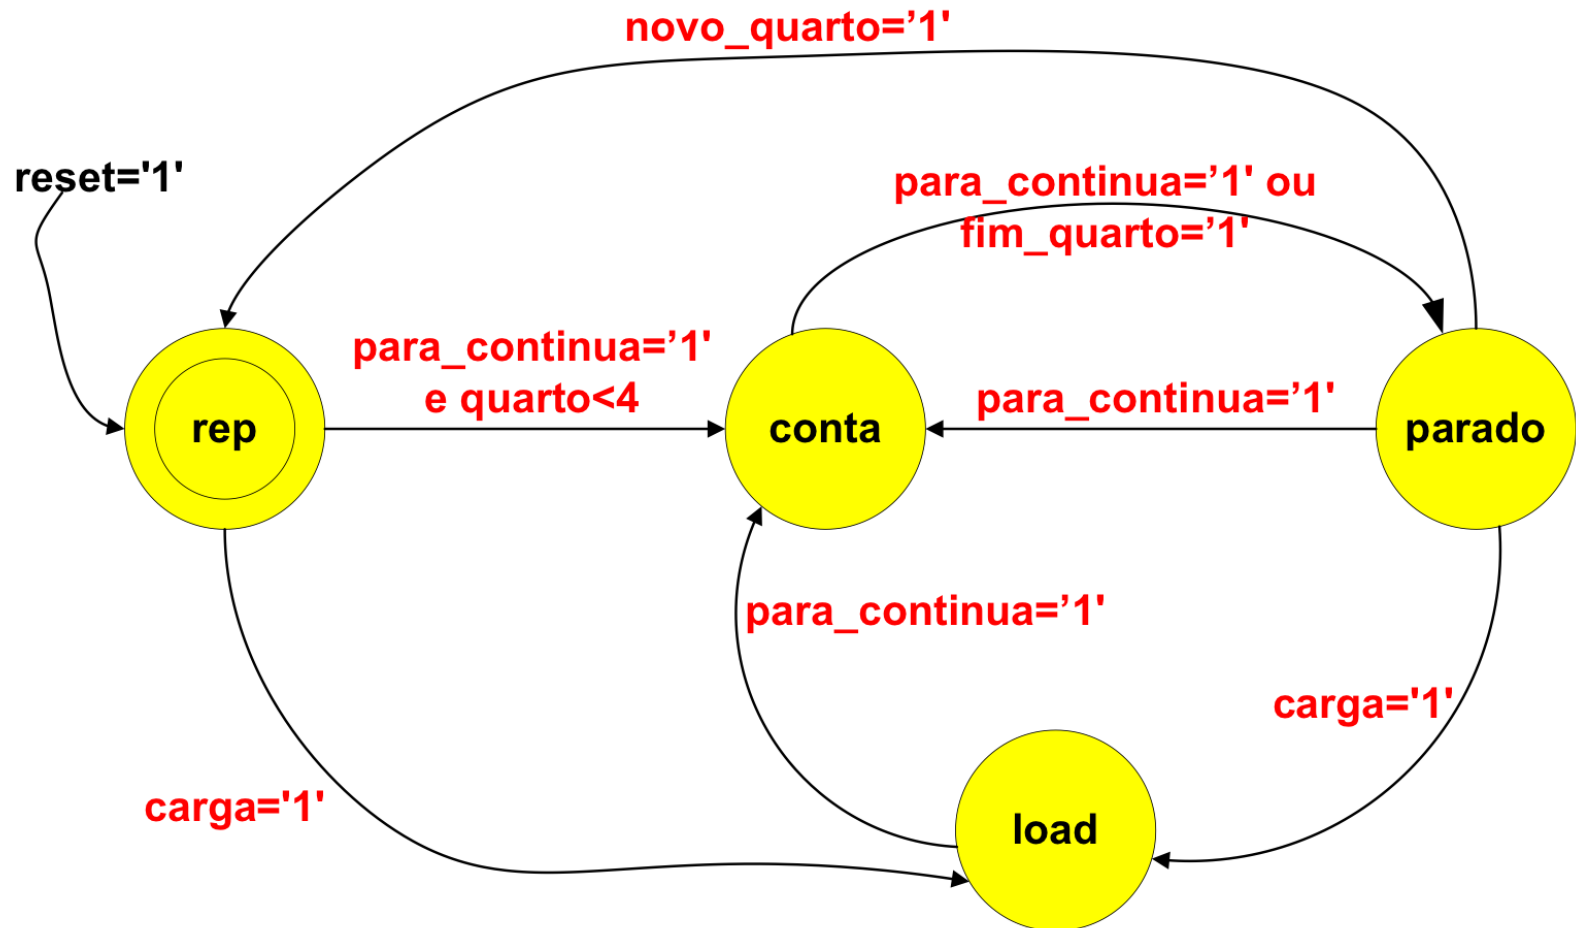 novo_quarto=’1'
reset='1'
para_continua=’1' ou
fim_quarto=’1'
para_continua=’1'
e quarto<4
para_continua=’1'
rep
conta
parado
para_continua=’1'
carga='1'
carga='1'
load